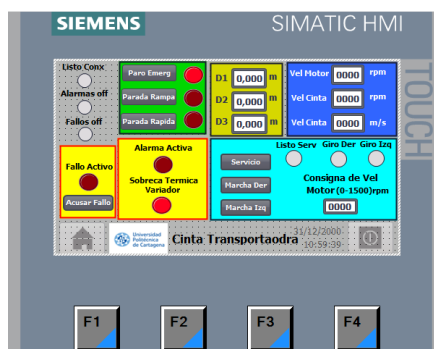 SIEMENS
SIMATIC HMI
TOUCH
Listo Conx
Alarmas off
Fallos off
Paro Emerg
Parada Rampa
Parada Rapida
D1 0,000 m
D2 0,000 m
D3 0,000 m
Vel Motor 0000 rpm
Vel Cinta 0000 rpm
Vel Cinta 0000 m/s
Fallo Activo
Acusar Fallo
Alarma Activa
Sobreca Termica
Variador
Listo Serv Giro Der Giro Izq
Servicio
Marcha Der
Marcha Izq
Consigna de Vel
Motor (0-1500)rpm
0000
Universidad
Politécnica
de Cartagena
Cinta Transportaodra
31/12/2000
10:59:39
F1
F2
F3
F4